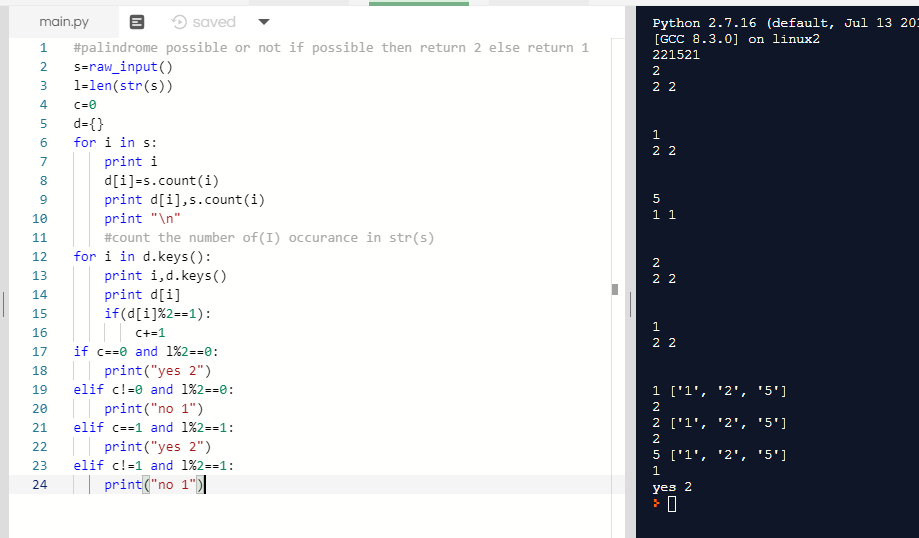 main.py
saved
1 #palindrome possible or not if possible then return 2 else return 1
2 s=raw_input()
3 l=len(str(s))
4 c=0
5 d={}
6 for i in s:
7 print i
8 d[i]=s.count(i)
9 print d[i],s.count(i)
10 print "\n"
11 #count the number of(I) occurance in str(s)
12 for i in d.keys():
13 print i,d.keys()
14 print d[i]
15 if(d[i]%2==1):
16 c+=1
17 if c==0 and l%2==0:
18 print("yes 2")
19 elif c!=0 and l%2==0:
20 print("no 1")
21 elif c==1 and l%2==1:
22 print("yes 2")
23 elif c!=1 and l%2==1:
24 print("no 1")
Python 2.7.16 (default, Jul 13 201
[GCC 8.3.0] on linux2
221521
2
2 2
1
2 2
5
1 1
2
2 2
1
2 2
1 ['1', '2', '5']
2
2 ['1', '2', '5']
2
5 ['1', '2', '5']
1
yes 2